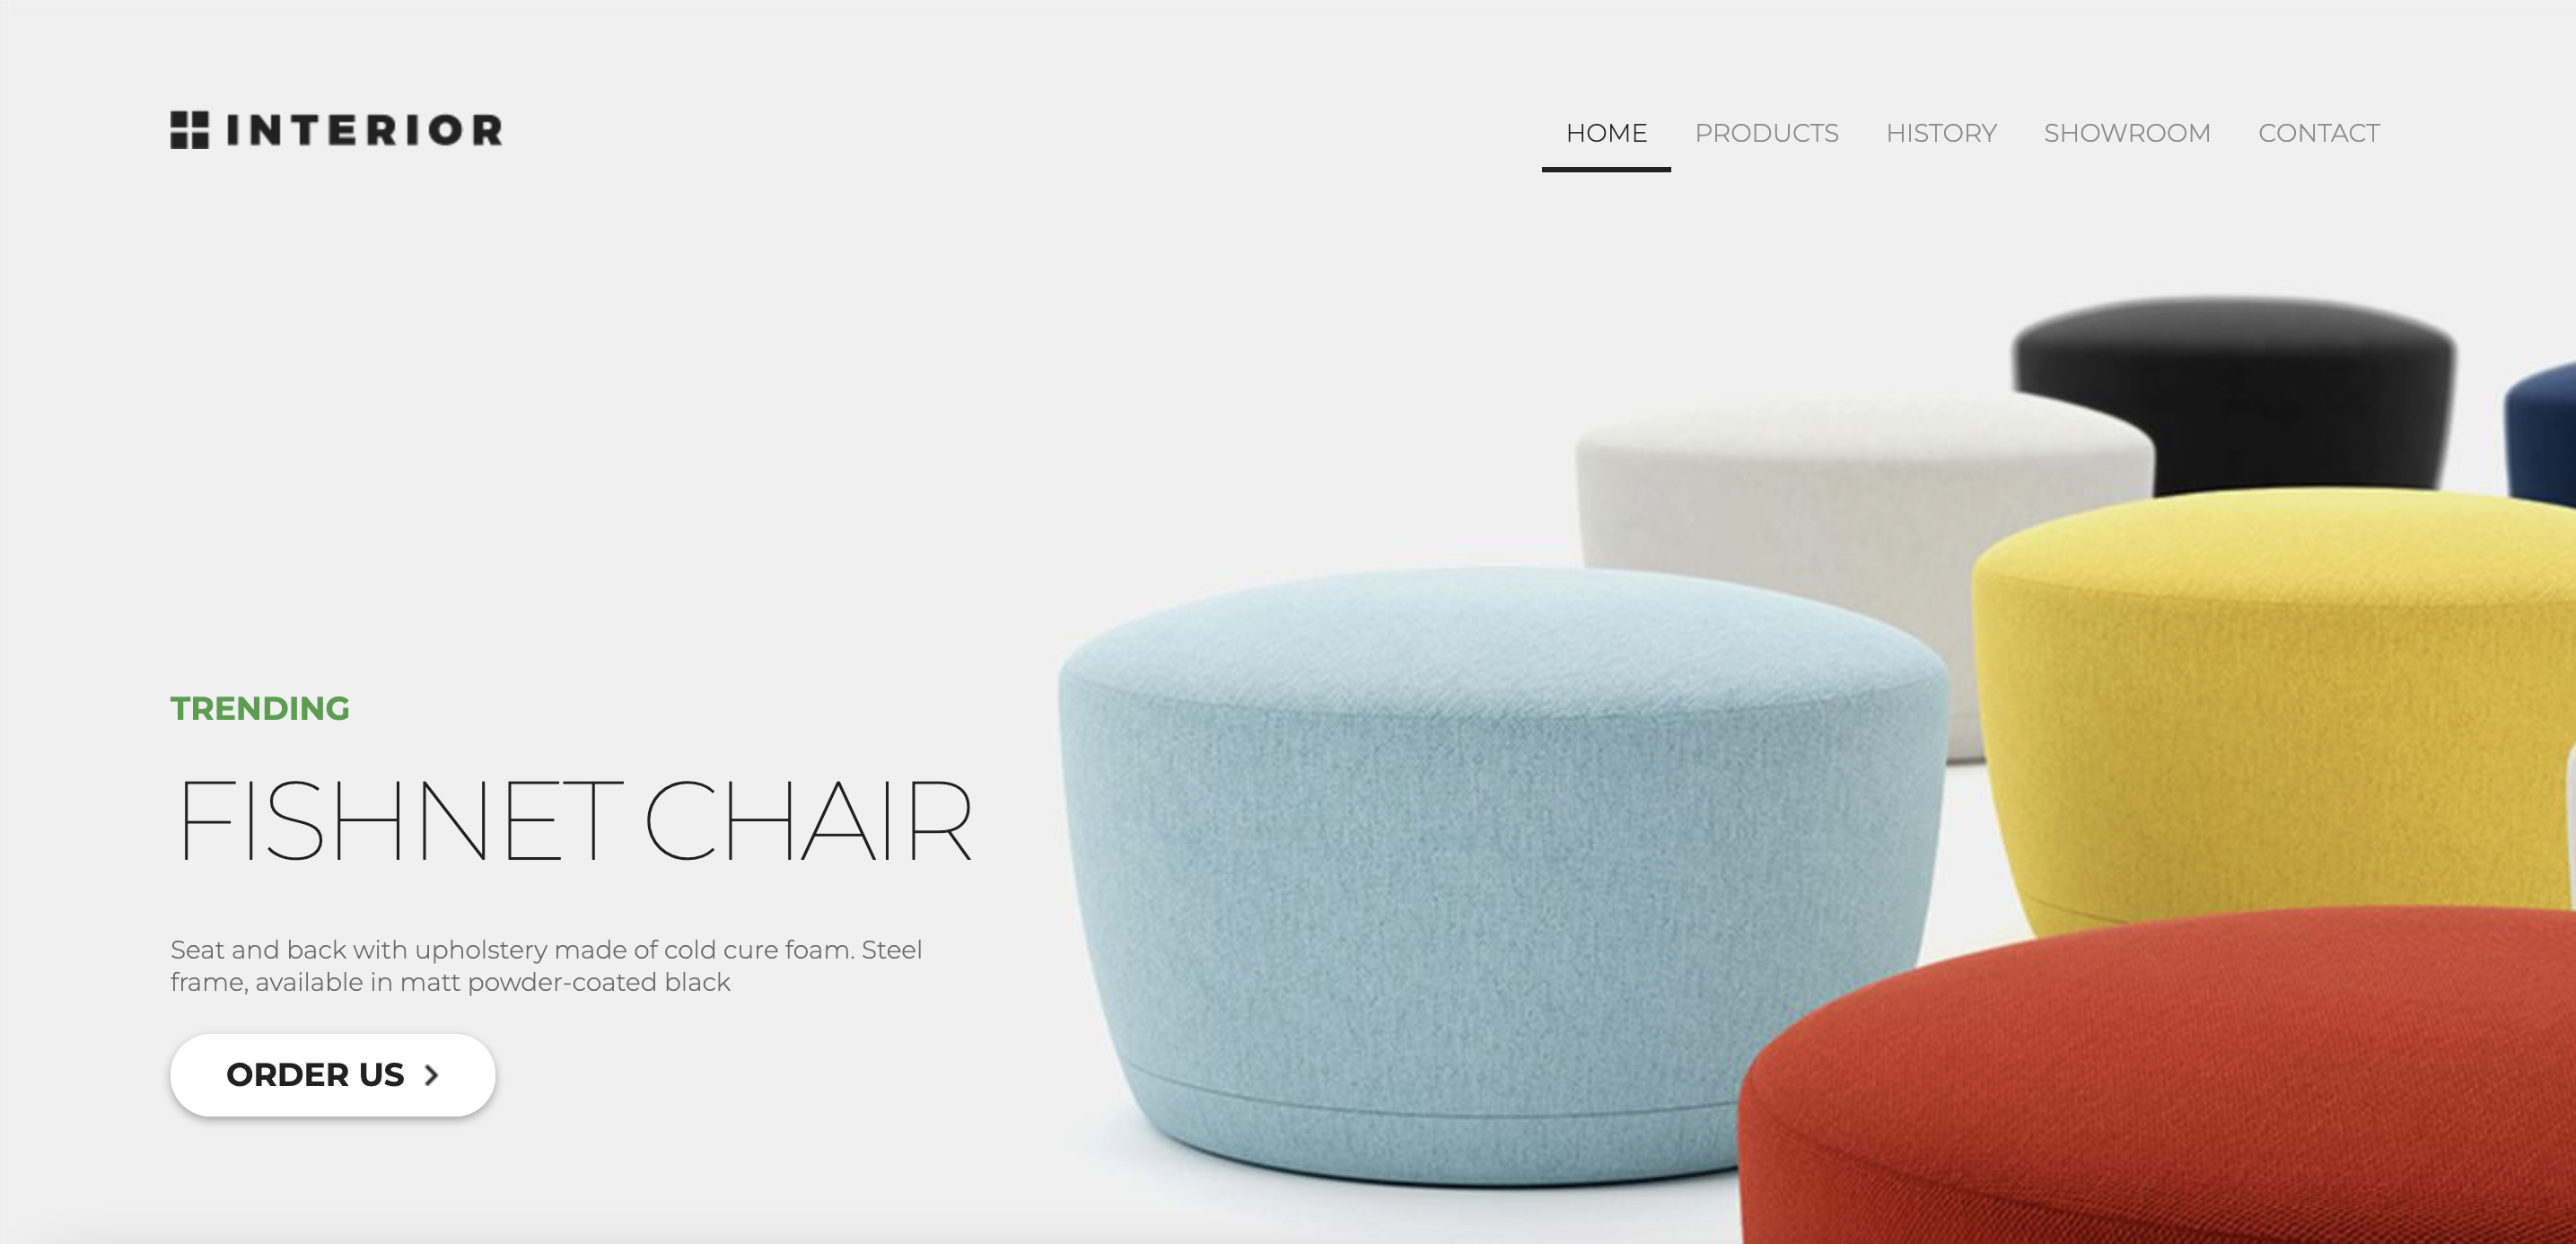 INTERIOR
HOME PRODUCTS HISTORY SHOWROOM CONTACT
TRENDING
FISHNET CHAIR
Seat and back with upholstery made of cold cure foam. Steel
frame, available in matt powder-coated black
ORDER US